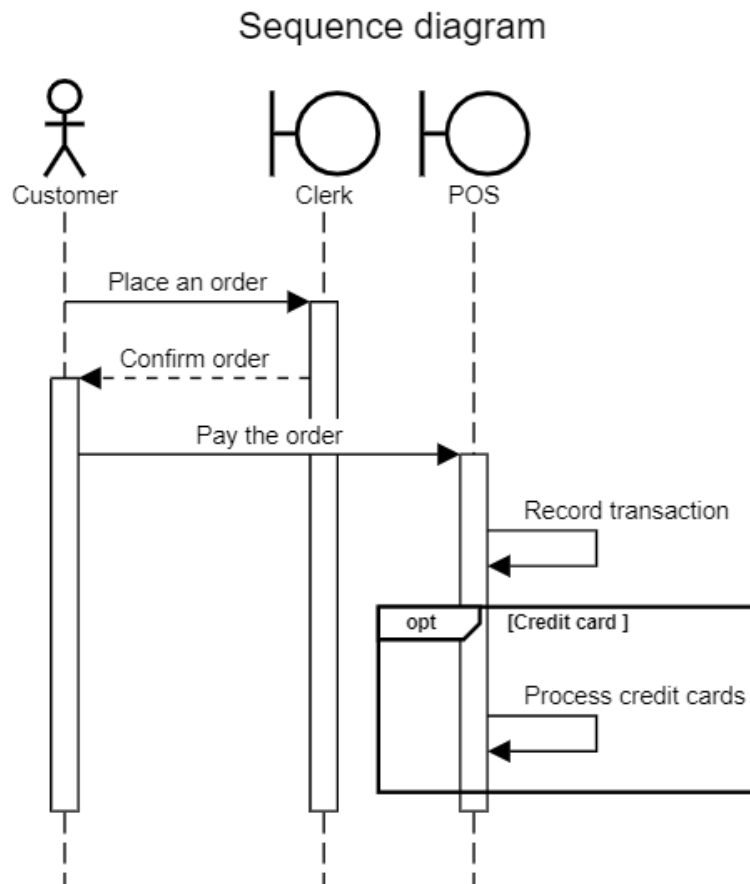 Sequence diagram
Customer
Clerk
POS
Place an order
Confirm order
Pay the order
Record transaction
opt
[Credit card ]
Process credit cards